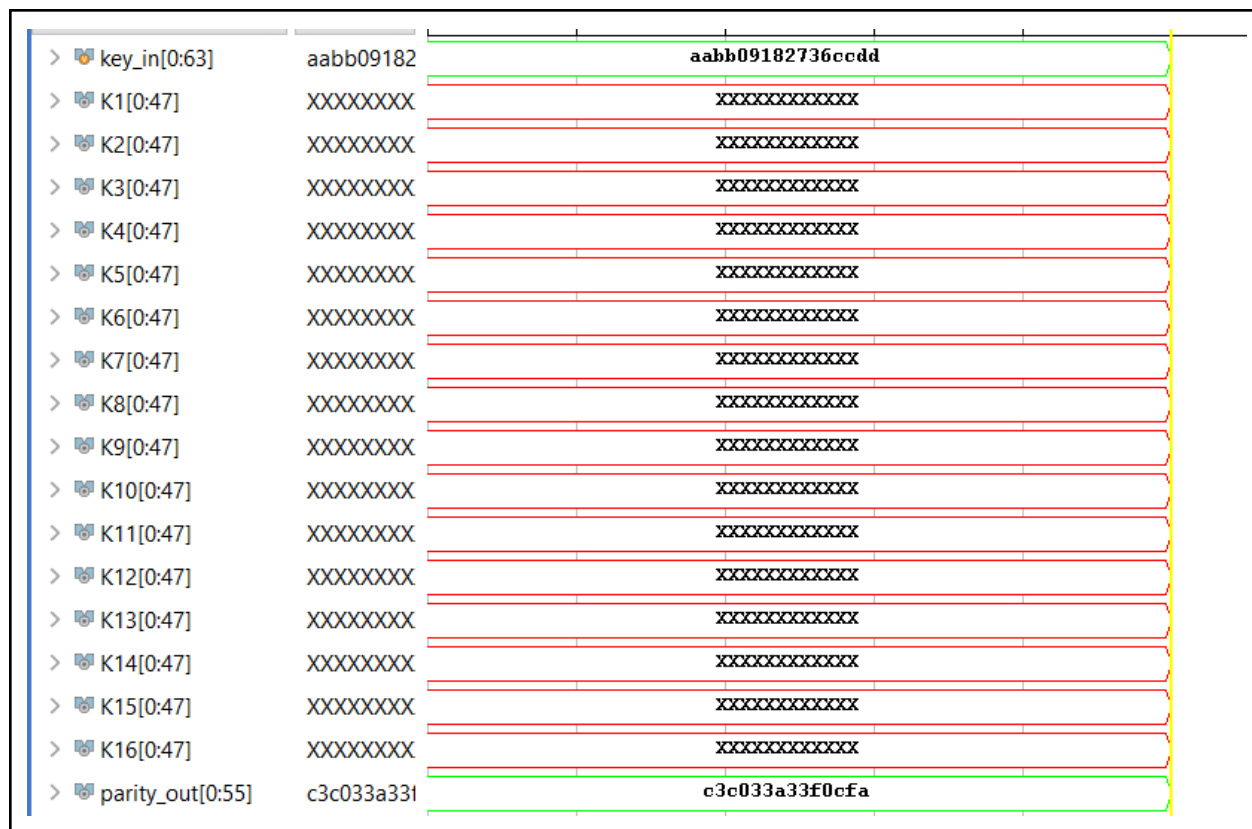 key_in[0:63] aabb09182 aabb09182736ccdd
K1[0:47] XXXXXXXX XXXXXXXXXXXX
K2[0:47] XXXXXXXX XXXXXXXXXXXX
K3[0:47] XXXXXXXX XXXXXXXXXXXX
K4[0:47] XXXXXXXX XXXXXXXXXXXX
K5[0:47] XXXXXXXX XXXXXXXXXXXX
K6[0:47] XXXXXXXX XXXXXXXXXXXX
K7[0:47] XXXXXXXX XXXXXXXXXXXX
K8[0:47] XXXXXXXX XXXXXXXXXXXX
K9[0:47] XXXXXXXX XXXXXXXXXXXX
K10[0:47] XXXXXXXX XXXXXXXXXXXX
K11[0:47] XXXXXXXX XXXXXXXXXXXX
K12[0:47] XXXXXXXX XXXXXXXXXXXX
K13[0:47] XXXXXXXX XXXXXXXXXXXX
K14[0:47] XXXXXXXX XXXXXXXXXXXX
K15[0:47] XXXXXXXX XXXXXXXXXXXX
K16[0:47] XXXXXXXX XXXXXXXXXXXX
parity_out[0:55] c3c033a33f c3c033a33f0cfa